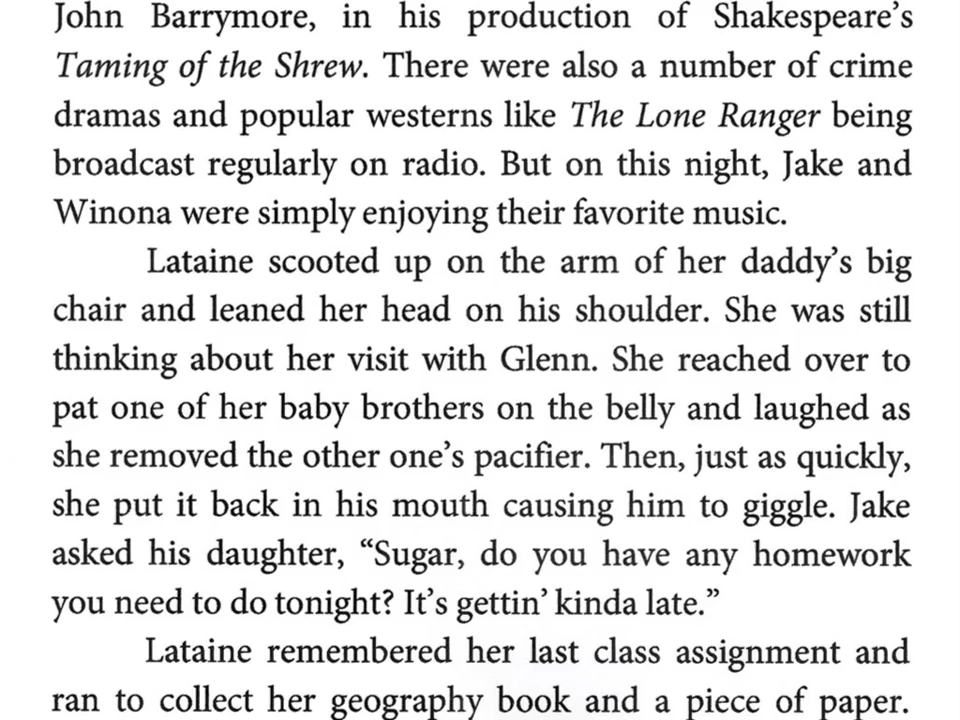 John Barrymore, in his production of Shakespeare’s
Taming of the Shrew. There were also a number of crime
dramas and popular westerns like The Lone Ranger being
broadcast regularly on radio. But on this night, Jake and
Winona were simply enjoying their favorite music.
Lataine scooted up on the arm of her daddy’s big
chair and leaned her head on his shoulder. She was still
thinking about her visit with Glenn. She reached over to
pat one of her baby brothers on the belly and laughed as
she removed the other one’s pacifier. Then, just as quickly,
she put it back in his mouth causing him to giggle. Jake
asked his daughter, “Sugar, do you have any homework
you need to do tonight? It’s gettin’ kinda late.”
Lataine remembered her last class assignment and
ran to collect her geography book and a piece of paper.